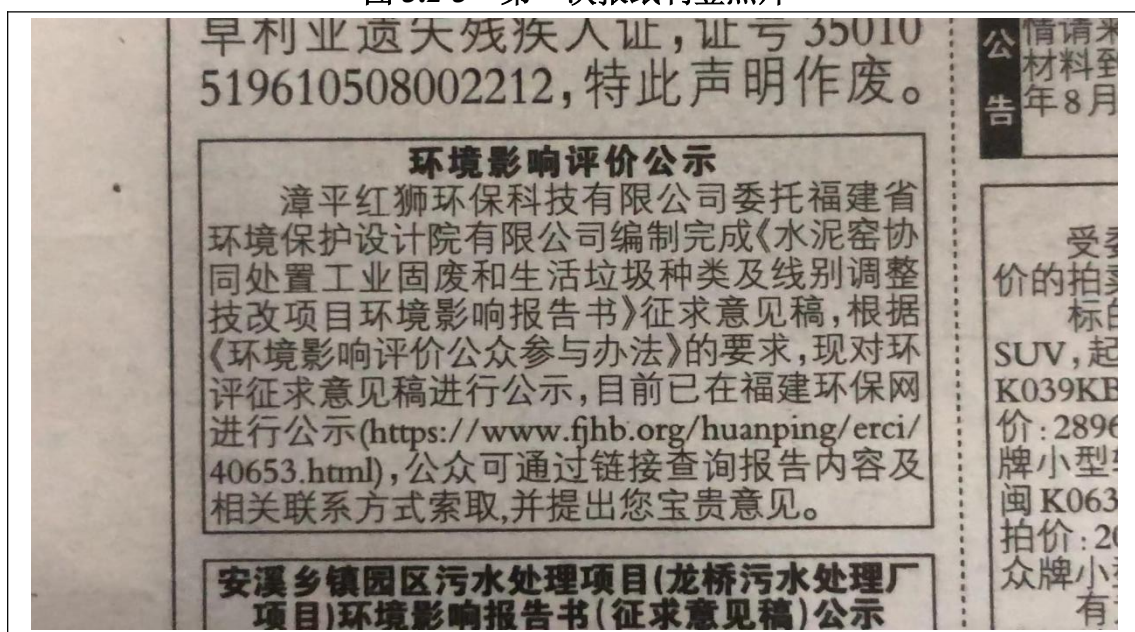 早利业遗失残疾人证,证号35010
519610508002212,特此声明作废。
环境影响评价公示
漳平红狮环保科技有限公司委托福建省
环境保护设计院有限公司编制完成《水泥窑协
同处置工业固废和生活垃圾种类及线别调整
技改项目环境影响报告书》征求意见稿,根据
《环境影响评价公众参与办法》的要求,现对环
评征求意见稿进行公示,目前已在福建环保网
进行公示(https://www.fjhb.org/huanping/erci/
40653.html),公众可通过链接查询报告内容及
相关联系方式索取,并提出您宝贵意见。
安溪乡镇园区污水处理项目(龙桥污水处理厂
项目)环境影响报告书(征求意见稿)公示
公告
情请来
材料到
年8月
受委
价的拍卖
标的
SUV,起
K039KB
价:2896
牌小型
闽K063
拍价:20
众牌小
有